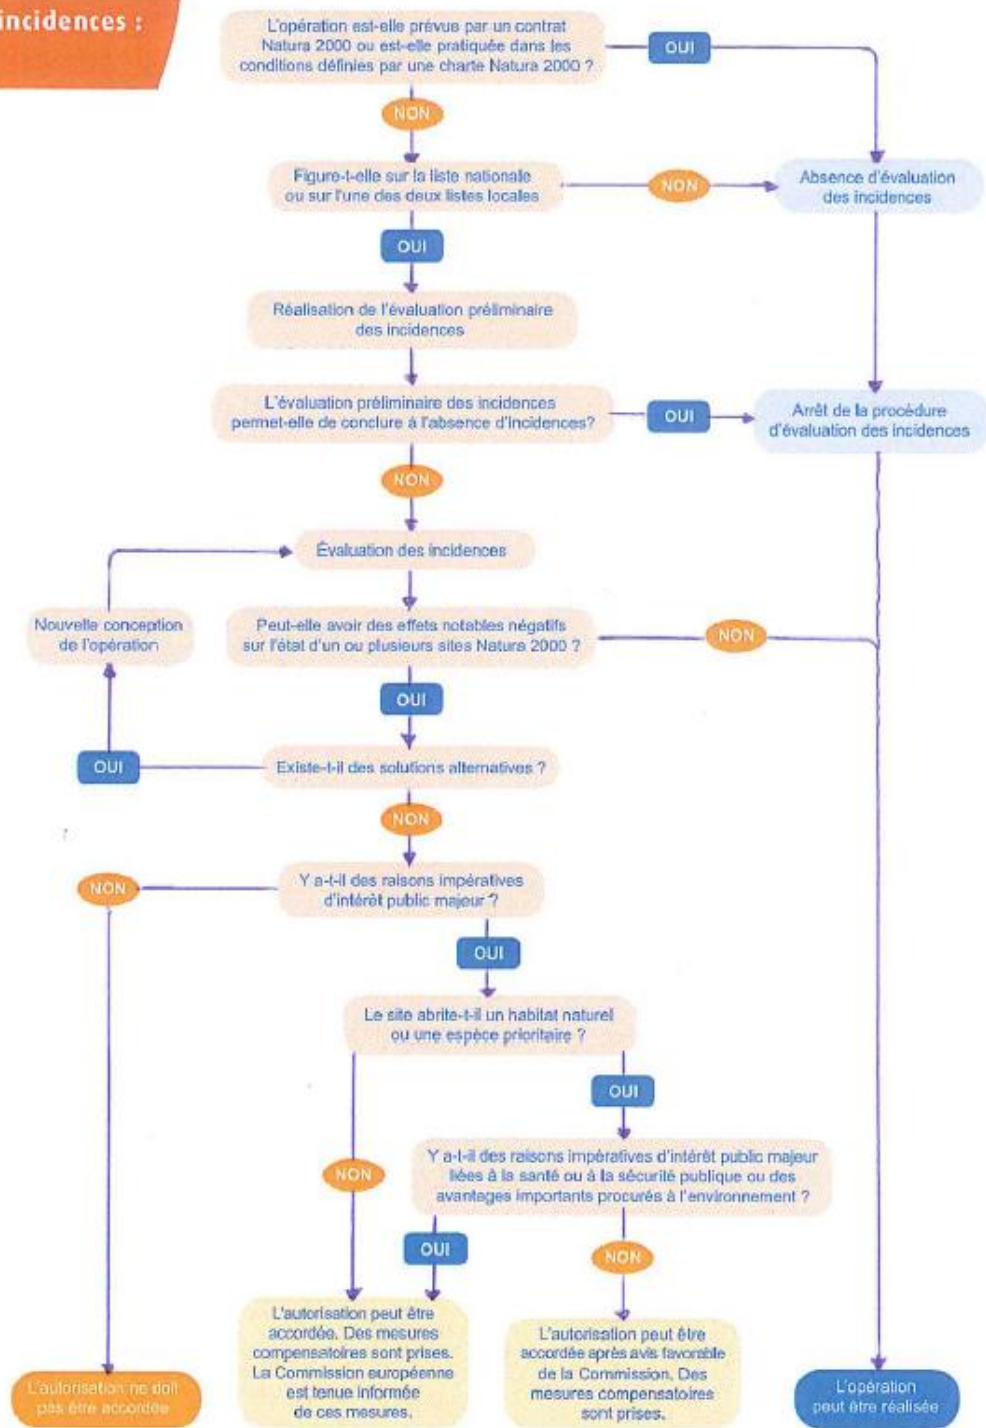 incidences :
L'opération est-elle prévue par un contrat
Natura 2000 ou est-elle pratiquée dans les
conditions définies par une charte Natura 2000 ?
OUI
NON
Figure-t-elle sur la liste nationale
ou sur l'une des deux listes locales
NON
Absence d'évaluation
des incidences
OUI
Réalisation de l'évaluation préliminaire
des incidences
L'évaluation préliminaire des incidences
permet-elle de conclure à l'absence d'incidences?
OUI
Arrêt de la procédure
d'évaluation des incidences
NON
Évaluation des incidences
Nouvelle conception
de l'opération
Peut-elle avoir des effets notables négatifs
sur l'état d'un ou plusieurs sites Natura 2000 ?
NON
OUI
OUI
Existe-t-il des solutions alternatives ?
NON
NON
Y a-t-il des raisons impératives
d'intérêt public majeur ?
OUI
Le site abrite-t-il un habitat naturel
ou une espèce prioritaire ?
OUI
NON
Y a-t-il des raisons impératives d'intérêt public majeur
liées à la santé ou à la sécurité publique ou des
avantages importants procurés à l'environnement ?
OUI
NON
L'autorisation ne doit
pas être accordée
L'autorisation peut être
accordée. Des mesures
compensatoires sont prises.
La Commission européenne
est tenue informée
de ces mesures.
L'autorisation peut être
accordée après avis favorable
de la Commission. Des
mesures compensatoires
sont prises.
L'opération
peut être réalisée